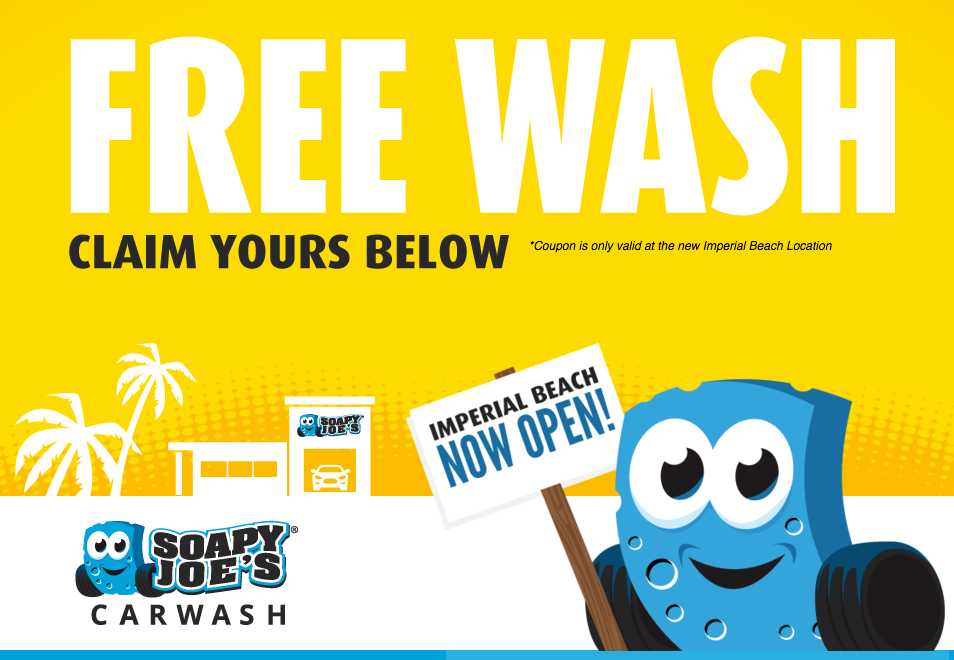 FREE WASH
CLAIM YOURS BELOW
*Coupon is only valid at the new Imperial Beach Location
IMPERIAL BEACH
NOW OPEN!
SOAPY
JOE'S
SOAPY
JOE'S®
CARWASH